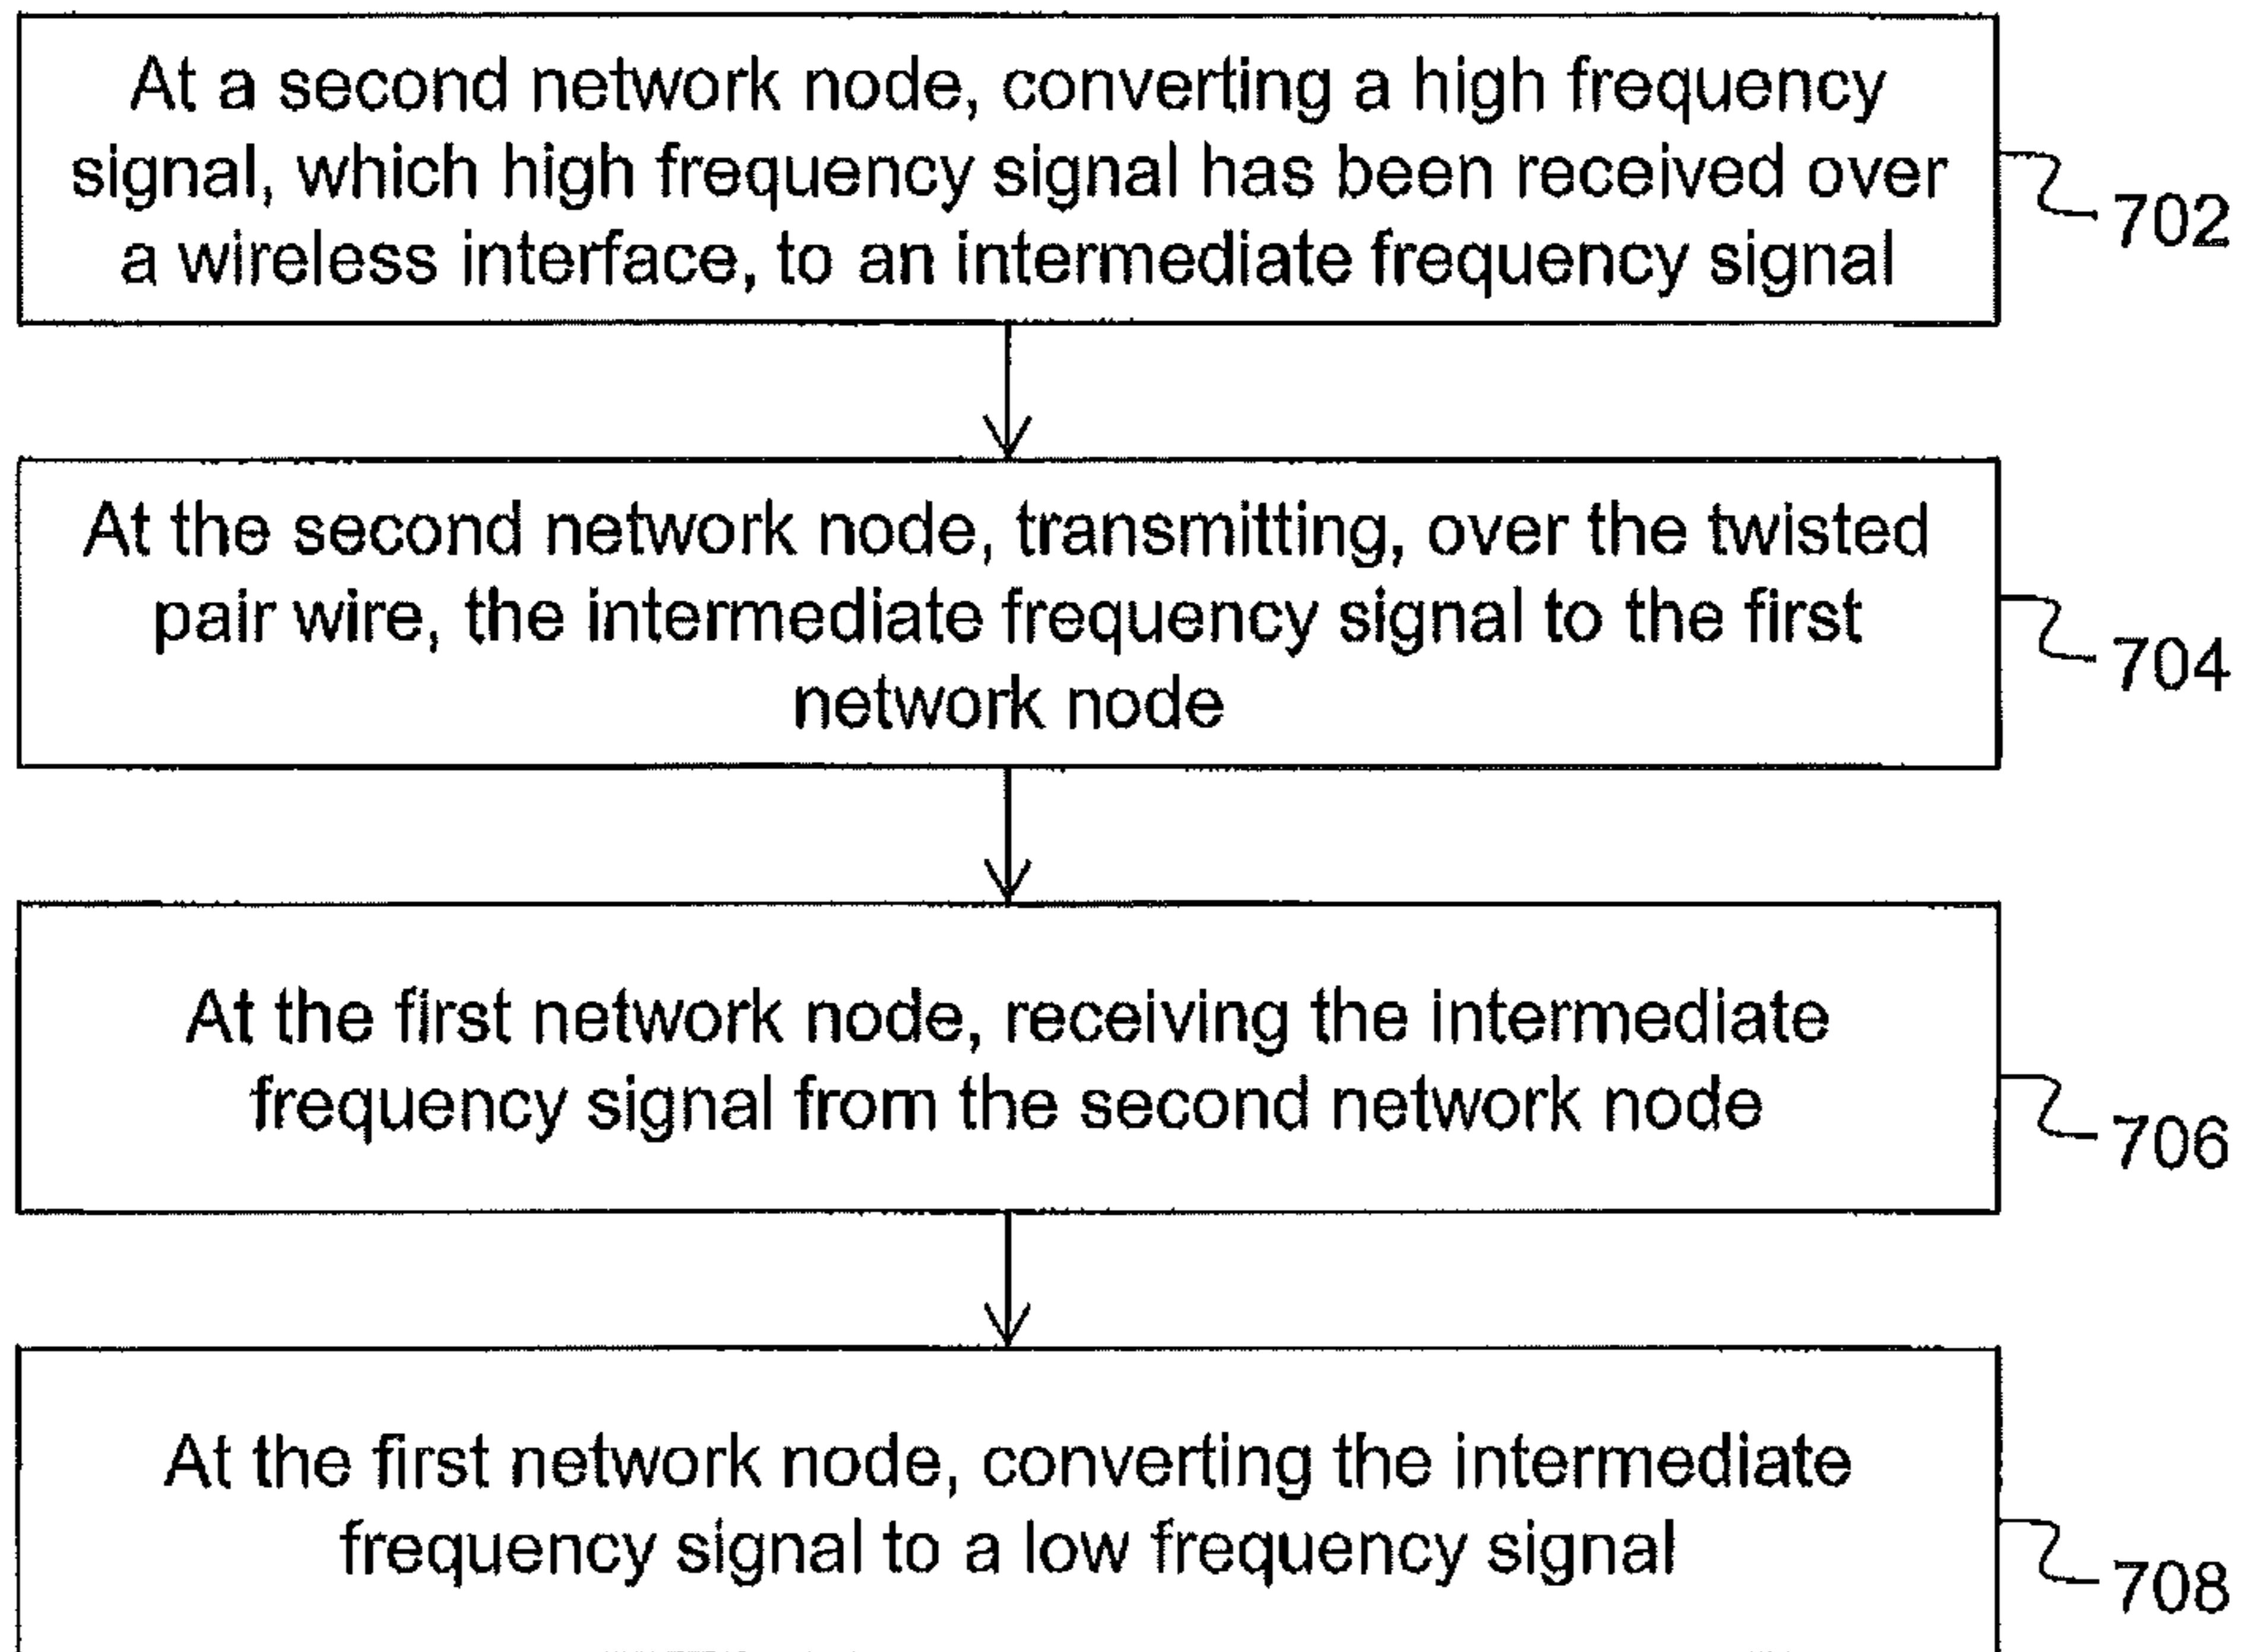 At a second network node, converting a high frequency
signal, which high frequency signal has been received over
a wireless interface, to an intermediate frequency signal
702
At the second network node, transmitting, over the twisted
pair wire, the intermediate frequency signal to the first
network node
704
At the first network node, receiving the intermediate
frequency signal from the second network node
706
At the first network node, converting the intermediate
frequency signal to a low frequency signal
708